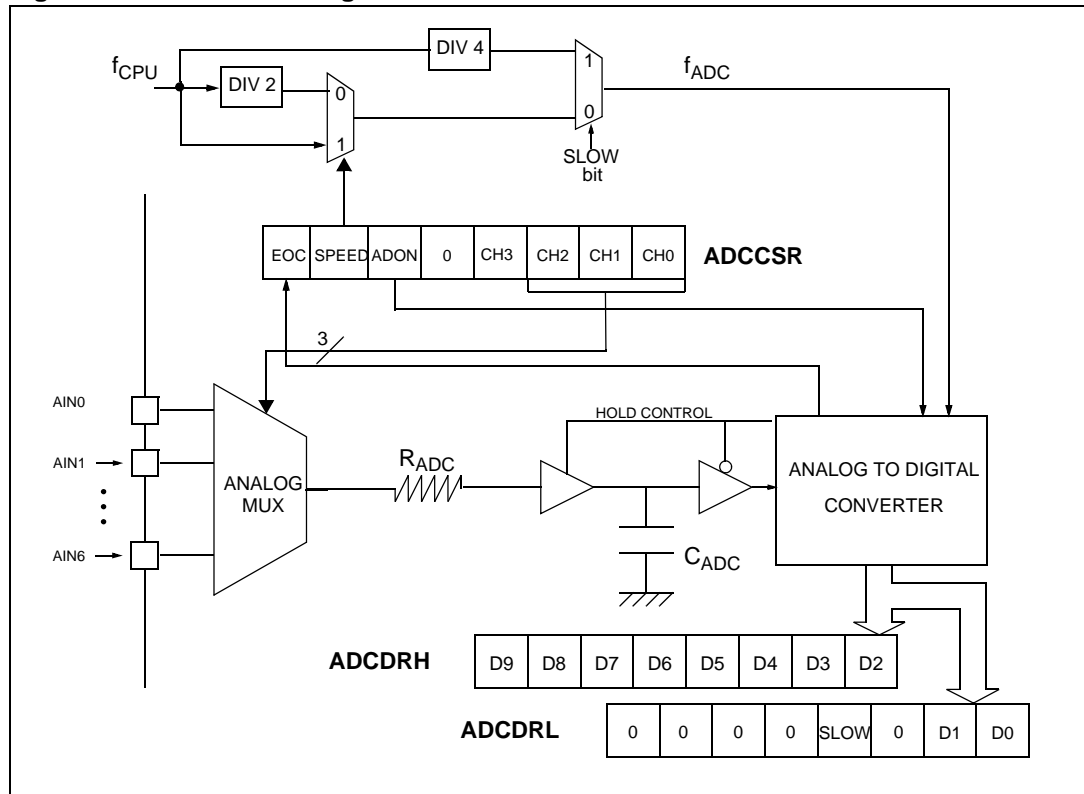 DIV 4
fCPU
DIV 2
0
1
1
0
fADC
SLOW
bit
EOC SPEED ADON 0 CH3 CH2 CH1 CH0
ADCCSR
3
AIN0
AIN1
AIN6
ANALOG
MUX
RADC
HOLD CONTROL
CADC
ANALOG TO DIGITAL
CONVERTER
ADCDRH
D9 D8 D7 D6 D5 D4 D3 D2
ADCDRL
0 0 0 0 SLOW 0 D1 D0